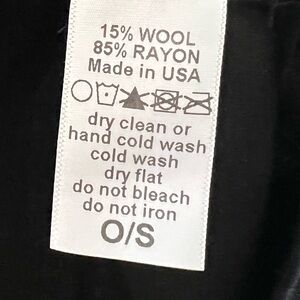 15% WOOL
85% RAYON
Made in USA
dry clean or
hand cold wash
cold wash
dry flat
do not bleach
do not iron
O/S